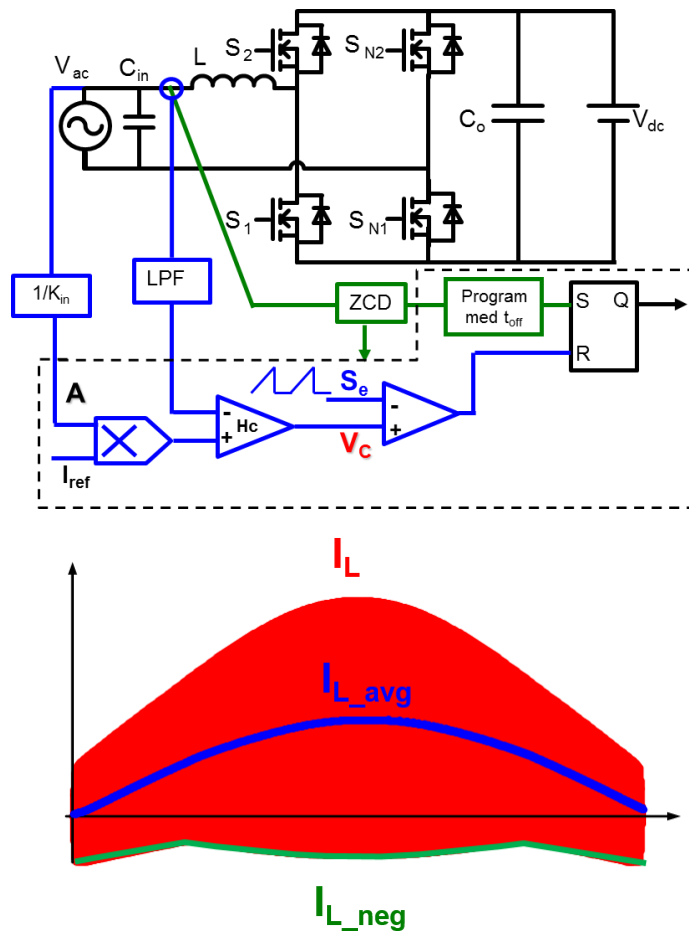 S2
SN2
Vac
Cin
L
Co
Vdc
S1
SN1
1/Kin
LPF
ZCD
Program
med toff
S
Q
R
A
Se
Hc
-
+
-
+
VC
Iref
IL
IL_avg
IL_neg